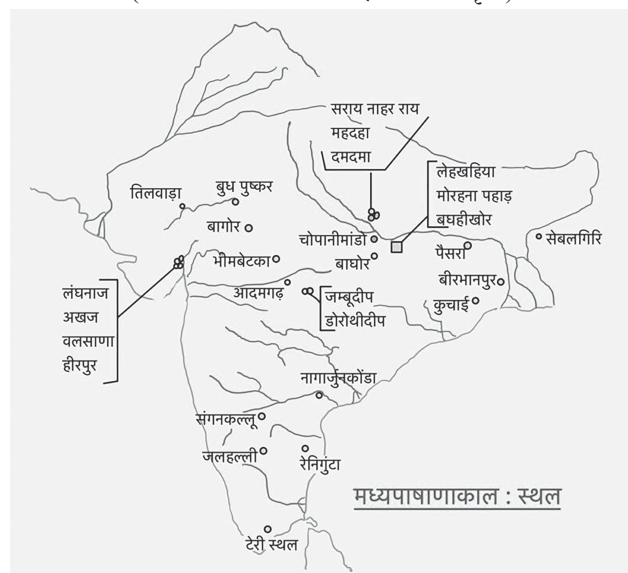 सराय नाहर राय
महदहा
दमदमा
लेहखहिया
मोरहना पहाड़
बघहीखोर
तिलवाड़ा
बुध पुष्कर
बागोर
चोपानीमांडो
पैसरा
सेबलगिरि
भीमबेटका
बाघोर
बीरभानपुर
आदमगढ़
जम्बूदीप
डोरोथीदीप
कुचाई
लंघनाज
अखज
वलसाणा
हीरपुर
नागार्जुनकोंडा
संगनकल्लू
जलहल्ली
रेनिगुंटा
मध्यपाषाणाकाल : स्थल
टेरी स्थल